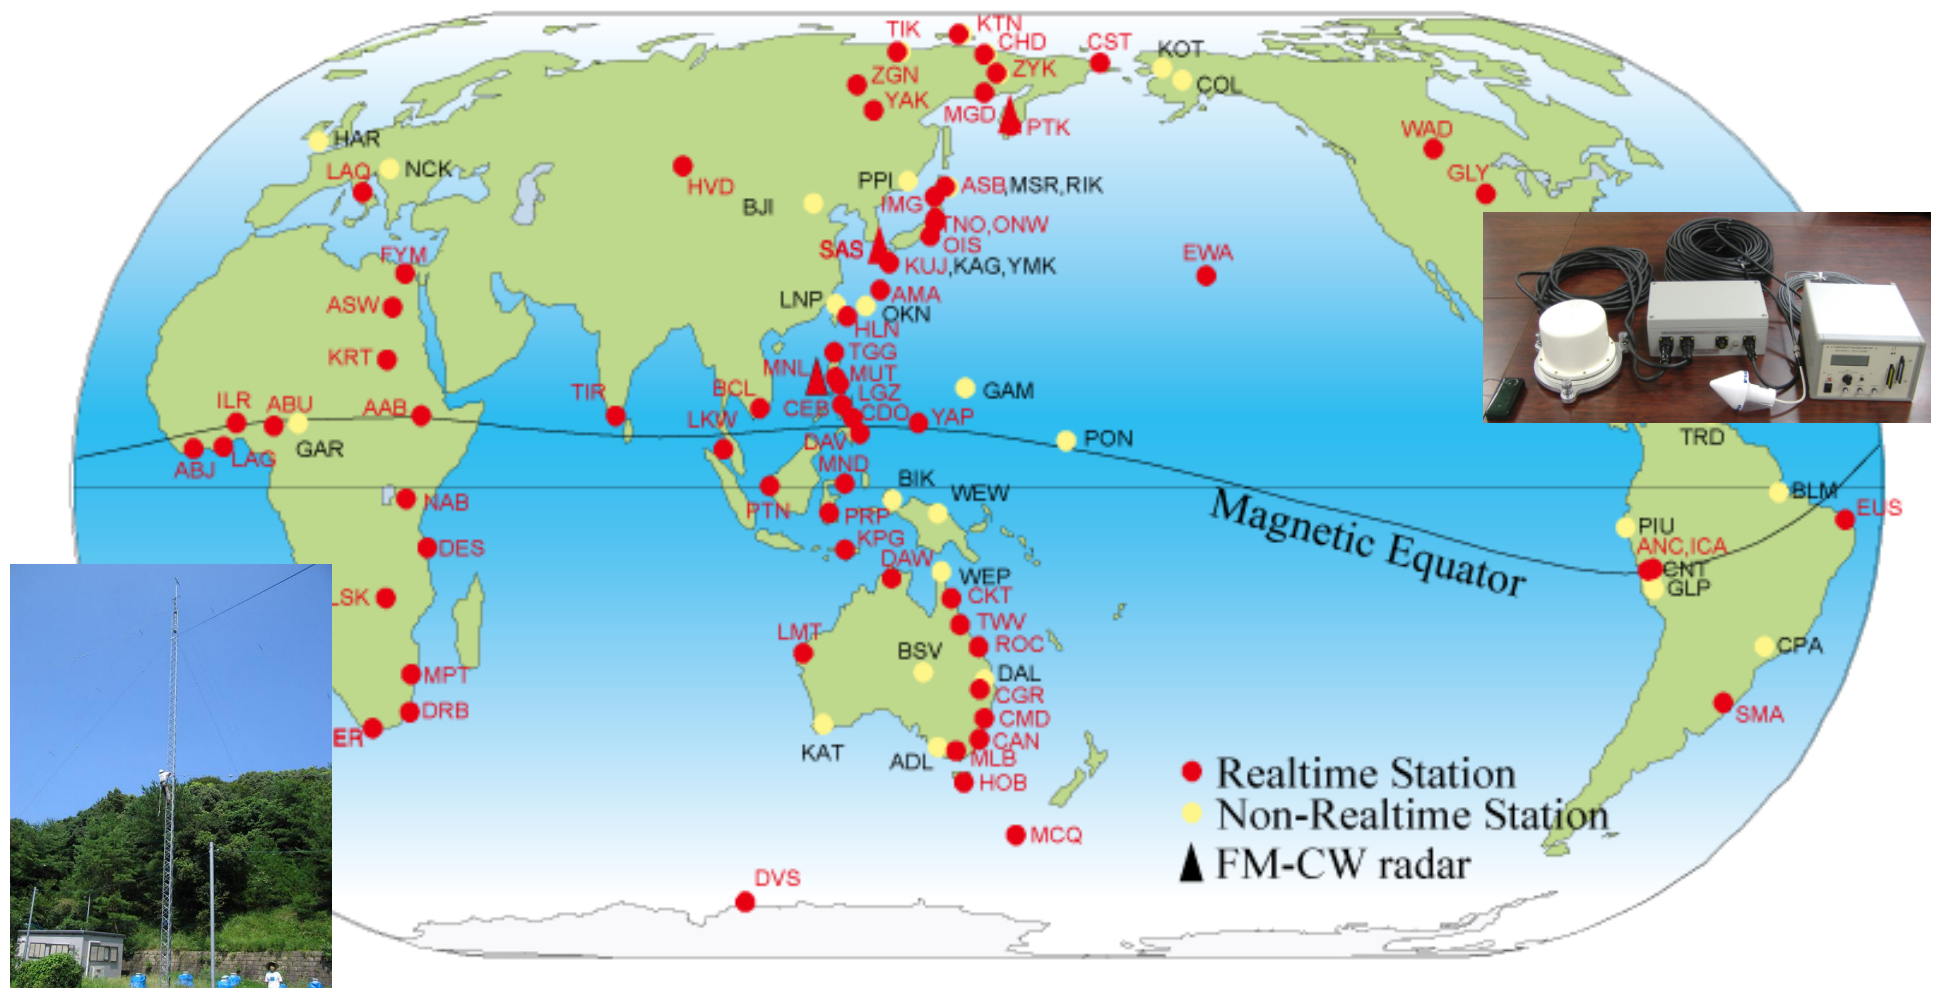 KTN
TIK
CHD
CST
KOT
ZYK
ZGN
COL
YAK
MGD
PTK
WAD
HAR
NCK
LAQ
GLY
HVD
PPI
ASB,MSR,RIK
BJI
IMG
TNO,ONW
OIS
SAS
FYM
EWA
KUJ,KAG,YMK
ASW
LNP
AMA
OKN
HLN
KRT
TGG
MNL
MUT
TIR
BCL
LGZ
GAM
ILR
ABU
AAB
CEB
CDO
YAP
LKW
GAR
DAV
PON
TRD
ABJ
LAG
MND
BIK
WEW
BLM
NAB
PTN
PRP
EUS
Magnetic Equator
PIU
KPG
ANC,ICA
DES
DAW
WEP
CNT
GLP
LSK
CKT
TWV
LMT
ROC
BSV
CPA
MPT
DAL
CGR
DRB
CMD
SMA
ER
CAN
KAT
ADL
MLB
HOB
Realtime Station
Non-Realtime Station
MCQ
FM-CW radar
DVS